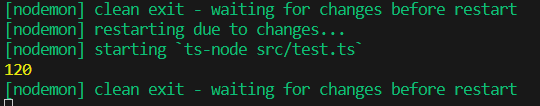 [nodemon] clean exit - waiting for changes before restart
[nodemon] restarting due to changes...
[nodemon] starting `ts-node src/test.ts`
120
[nodemon] clean exit - waiting for changes before restart